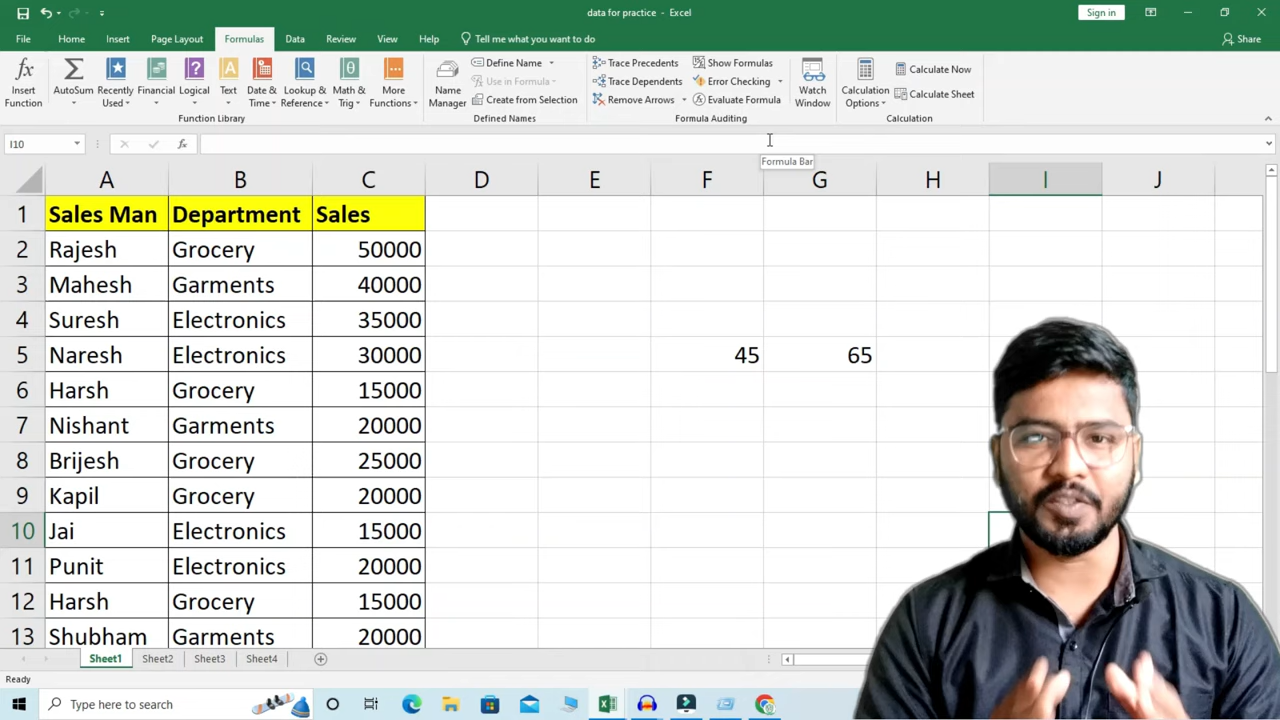 data for practice - Excel
Sign in
File Home Insert Page Layout Formulas Data Review View Help Tell me what you want to do Share
Insert Function
AutoSum
Recently Used
Financial
Logical
Text
Date & Time
Lookup & Reference
Math & Trig
More Functions
Function Library
Name Manager
Define Name
Use in Formula
Create from Selection
Defined Names
Trace Precedents
Trace Dependents
Remove Arrows
Show Formulas
Error Checking
Evaluate Formula
Formula Auditing
Watch Window
Calculation Options
Calculate Now
Calculate Sheet
Calculation
I10 fx
Formula Bar
A B C D E F G H I J
1 Sales Man Department Sales
2 Rajesh Grocery 50000
3 Mahesh Garments 40000
4 Suresh Electronics 35000
5 Naresh Electronics 30000 45 65
6 Harsh Grocery 15000
7 Nishant Garments 20000
8 Brijesh Grocery 25000
9 Kapil Grocery 20000
10 Jai Electronics 15000
11 Punit Electronics 20000
12 Harsh Grocery 15000
13 Shubham Garments 20000
Sheet1 Sheet2 Sheet3 Sheet4
Ready
Type here to search